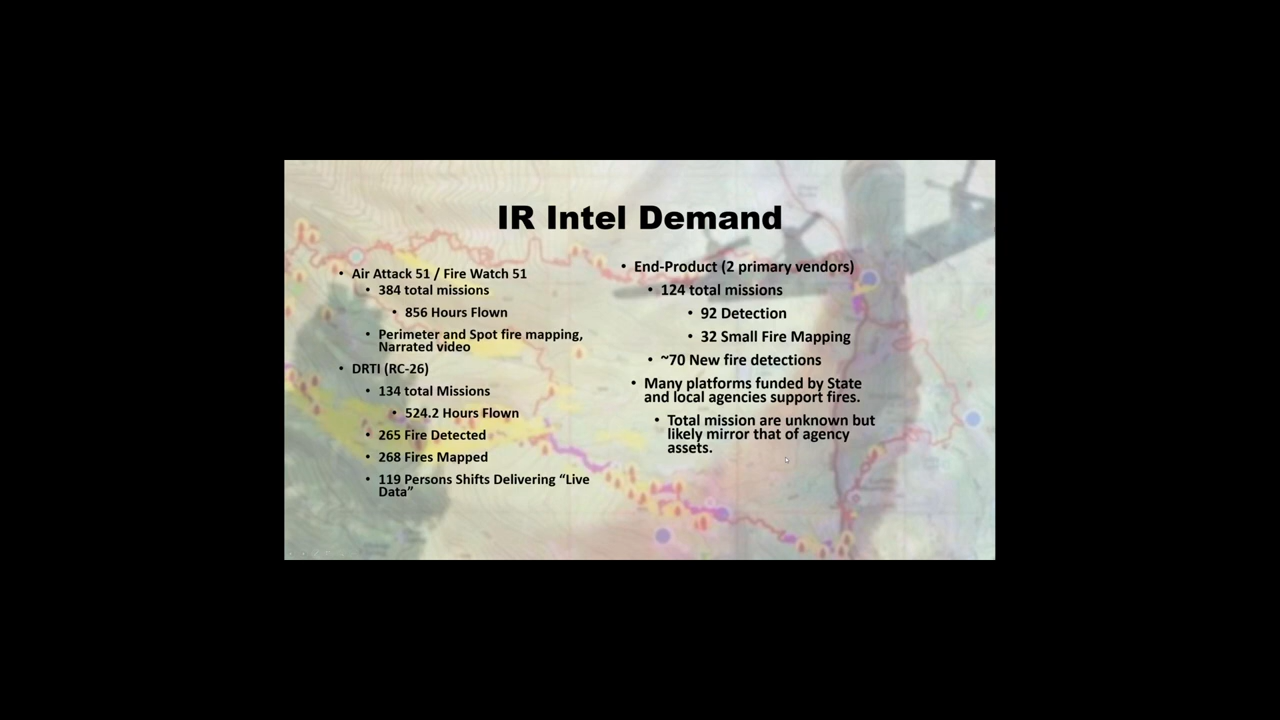 IR Intel Demand
• Air Attack 51 / Fire Watch 51
• 384 total missions
• 856 Hours Flown
• Perimeter and Spot fire mapping,
Narrated video
• DRTI (RC-26)
• 134 total Missions
• 524.2 Hours Flown
• 265 Fire Detected
• 268 Fires Mapped
• 119 Persons Shifts Delivering “Live
Data”
• End-Product (2 primary vendors)
• 124 total missions
• 92 Detection
• 32 Small Fire Mapping
• ~70 New fire detections
• Many platforms funded by State
and local agencies support fires.
• Total mission are unknown but
likely mirror that of agency
assets.